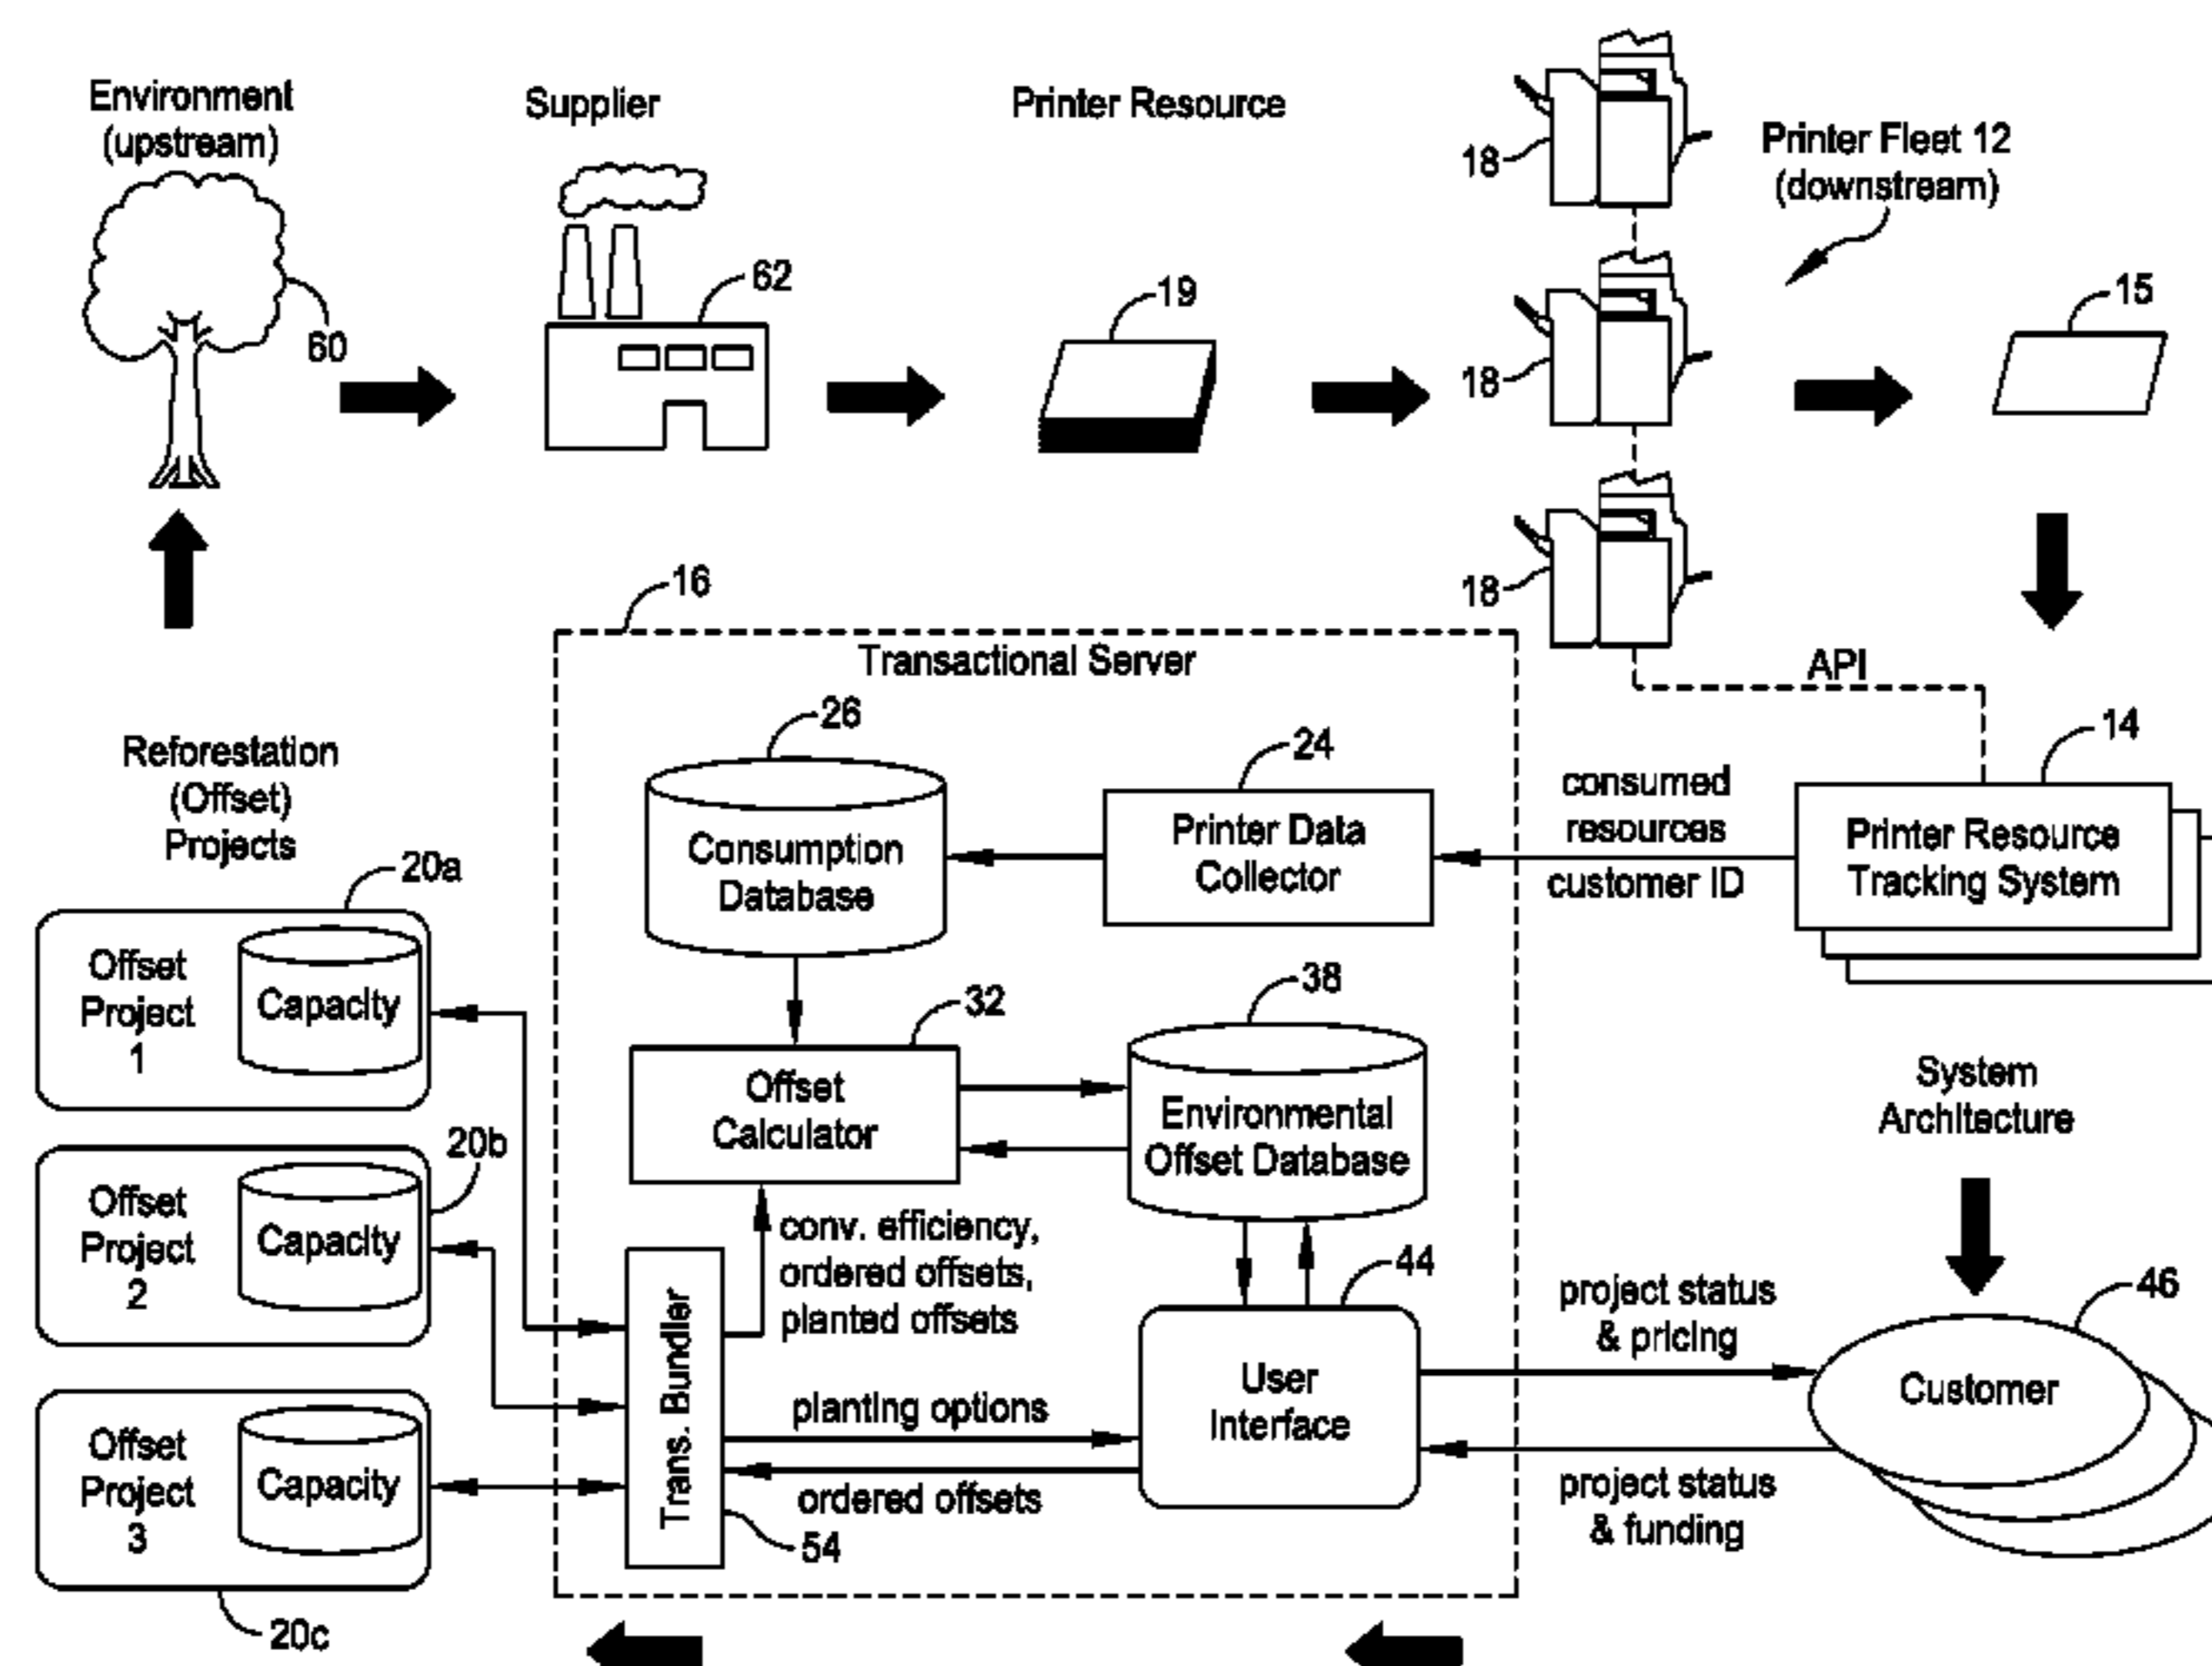 Environment
(upstream)
Supplier
Printer Resource
Printer Fleet 12
(downstream)
18
18
18
60
62
19
15
16
Transactional Server
API
26
24
14
Consumption
Database
Printer Data
Collector
consumed
resources
customer ID
Printer Resource
Tracking System
Reforestation
(Offset)
Projects
20a
Offset
Project
1
Capacity
32
38
Offset
Calculator
Environmental
Offset Database
System
Architecture
20b
Offset
Project
2
Capacity
conv. efficiency,
ordered offsets,
planted offsets
44
46
project status
& pricing
User
Interface
Customer
Trans. Bundler
planting options
ordered offsets
54
project status
& funding
Offset
Project
3
Capacity
20c